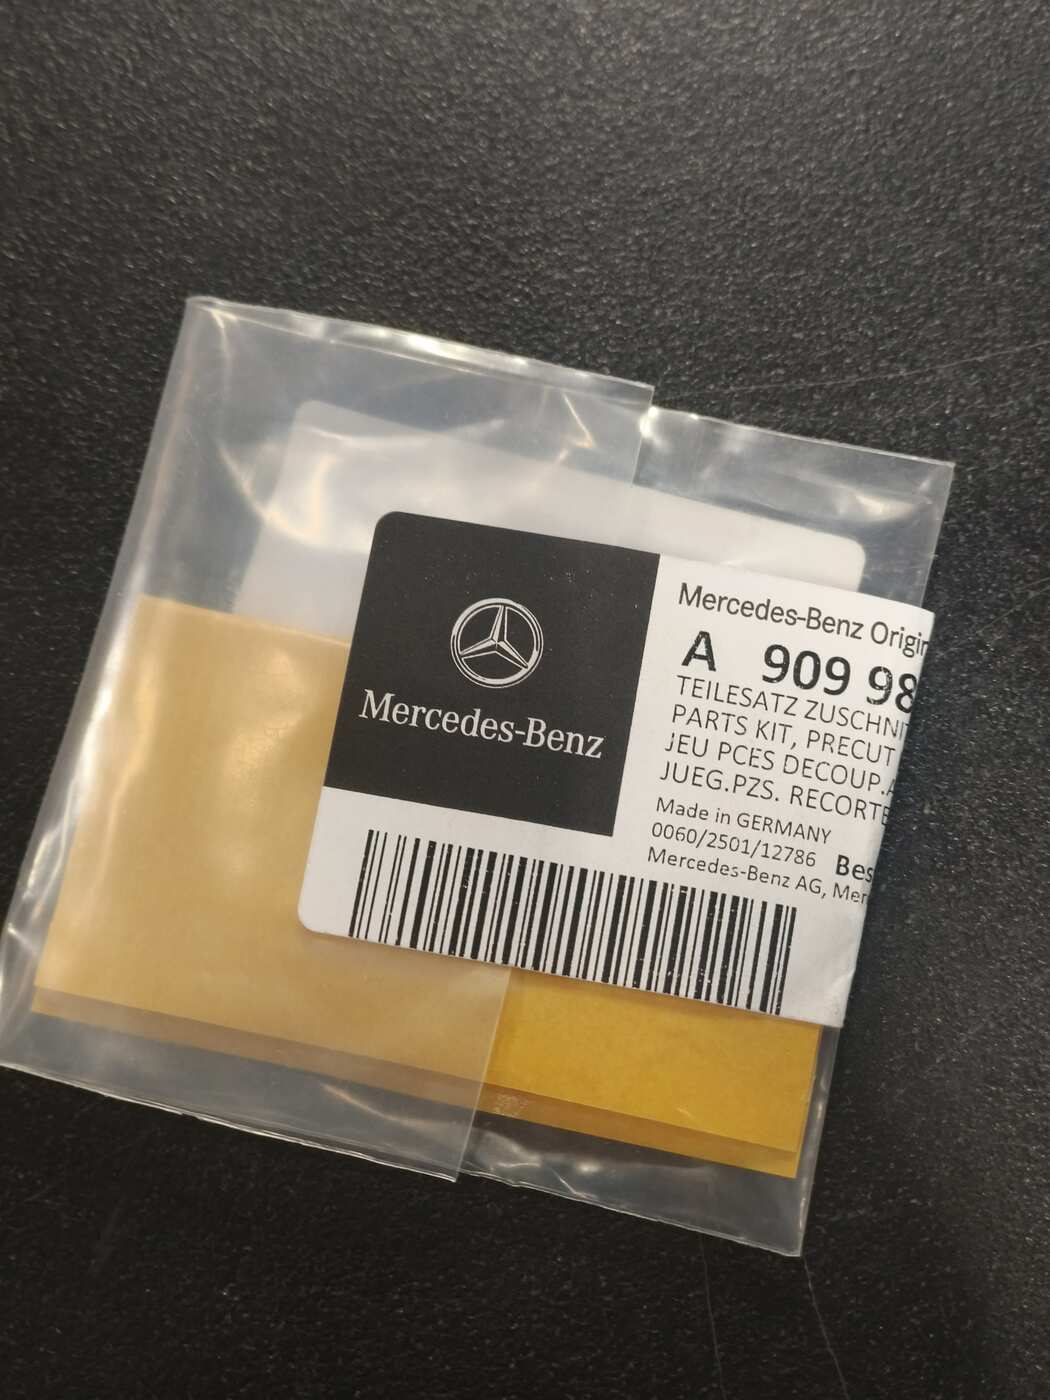 Mercedes-Benz
Mercedes-Benz Origin
A 909 98
TEILESATZ ZUSCHNIT
PARTS KIT, PRECUT
JEU PCES DECOUP.A
JUEG.PZS. RECORTE
Made in GERMANY
0060/2501/12786 Bes
Mercedes-Benz AG, Mer